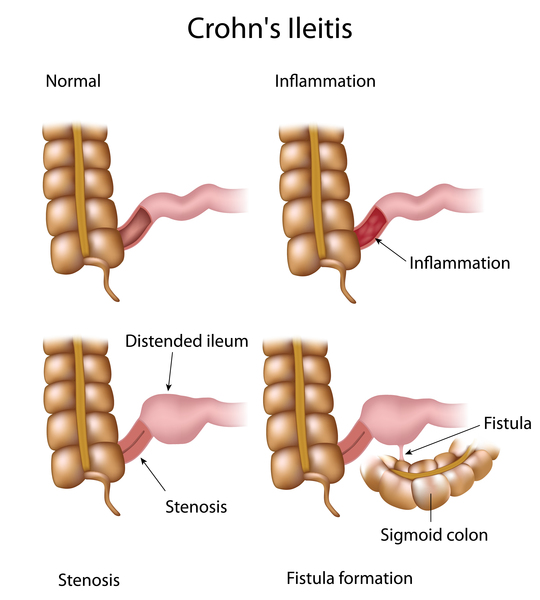 Crohn's Ileitis
Normal
Inflammation
Inflammation
Distended ileum
Fistula
Stenosis
Sigmoid colon
Stenosis
Fistula formation